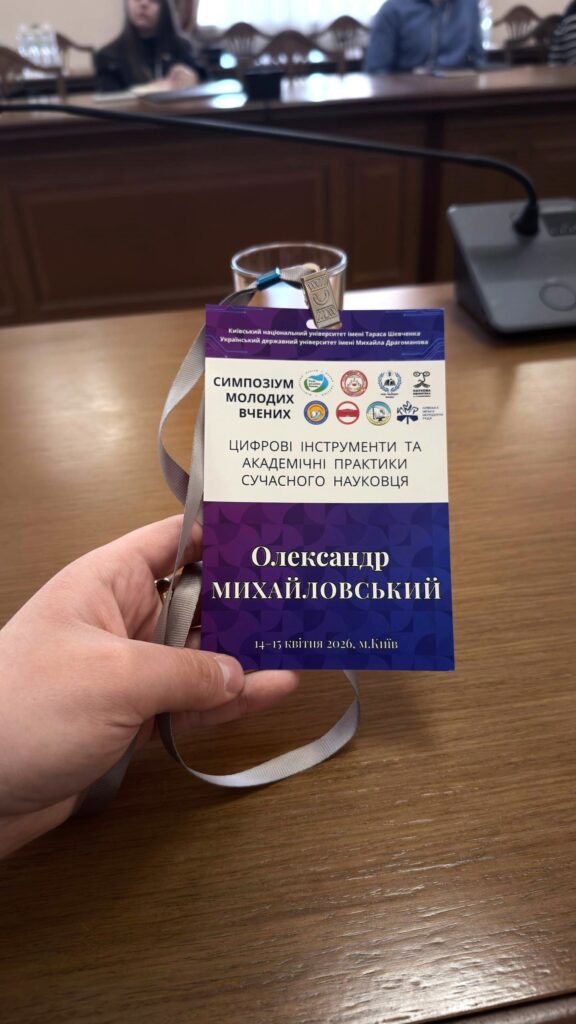 Київський національний університет імені Тараса Шевченка
Український державний університет імені Михайла Драгоманова
СИМПОЗІУМ
МОЛОДИХ
ВЧЕНИХ
ЦИФРОВІ ІНСТРУМЕНТИ ТА
АКАДЕМІЧНІ ПРАКТИКИ
СУЧАСНОГО НАУКОВЦЯ
Олександр
МИХАЙЛОВСЬКИЙ
14–15 квітня 2026, м.Київ